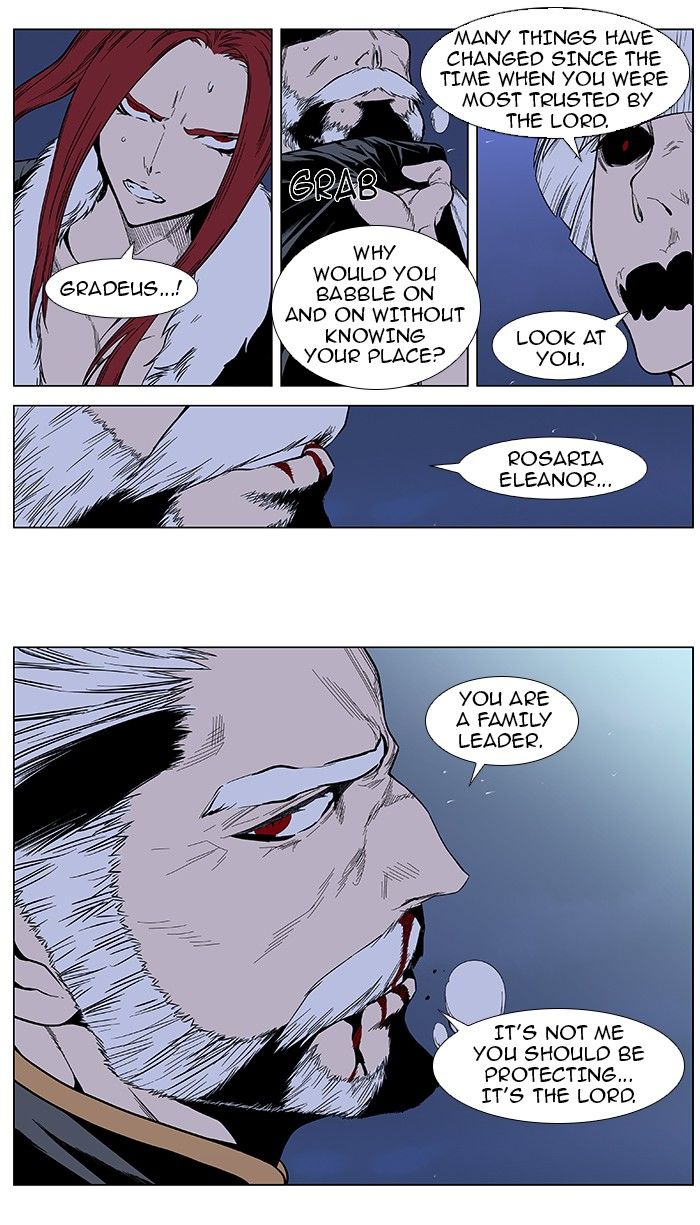 GRADEUS...!
GRAB
WHY
WOULD YOU
BABBLE ON
AND ON WITHOUT
KNOWING
YOUR PLACE?
MANY THINGS HAVE
CHANGED SINCE THE
TIME WHEN YOU WERE
MOST TRUSTED BY
THE LORD.
LOOK AT
YOU.
ROSARIA
ELEANOR...
YOU ARE
A FAMILY
LEADER.
IT'S NOT ME
YOU SHOULD BE
PROTECTING...
IT'S THE LORD.